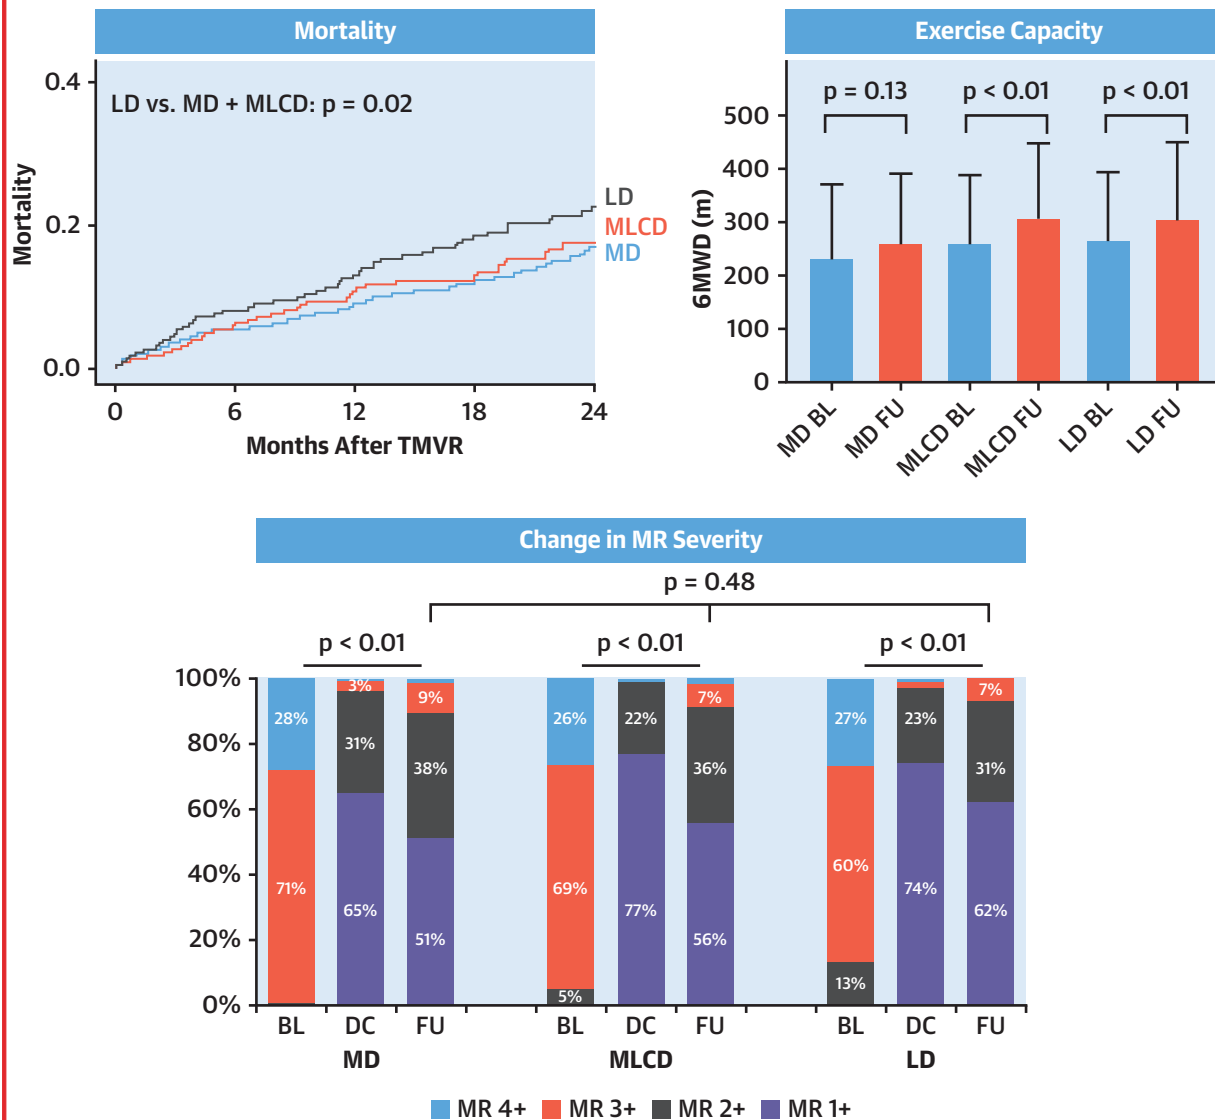 Mortality
LD vs. MD + MLCD: p = 0.02
Mortality
0.4
0.2
0.0
LD
MLCD
MD
0 6 12 18 24
Months After TMVR
Exercise Capacity
p = 0.13 p < 0.01 p < 0.01
6MWD (m)
500
400
300
200
100
0
MD BL MD FU MLCD BL MLCD FU LD BL LD FU
Change in MR Severity
p = 0.48
p < 0.01 p < 0.01 p < 0.01
100%
80%
60%
40%
20%
0%
28% 3% 9% 26% 22% 7% 27% 23% 7%
31% 38% 36% 31%
71% 65% 51% 69% 77% 56% 60% 74% 62%
5% 13%
BL DC FU BL DC FU BL DC FU
MD MLCD LD
MR 4+ MR 3+ MR 2+ MR 1+